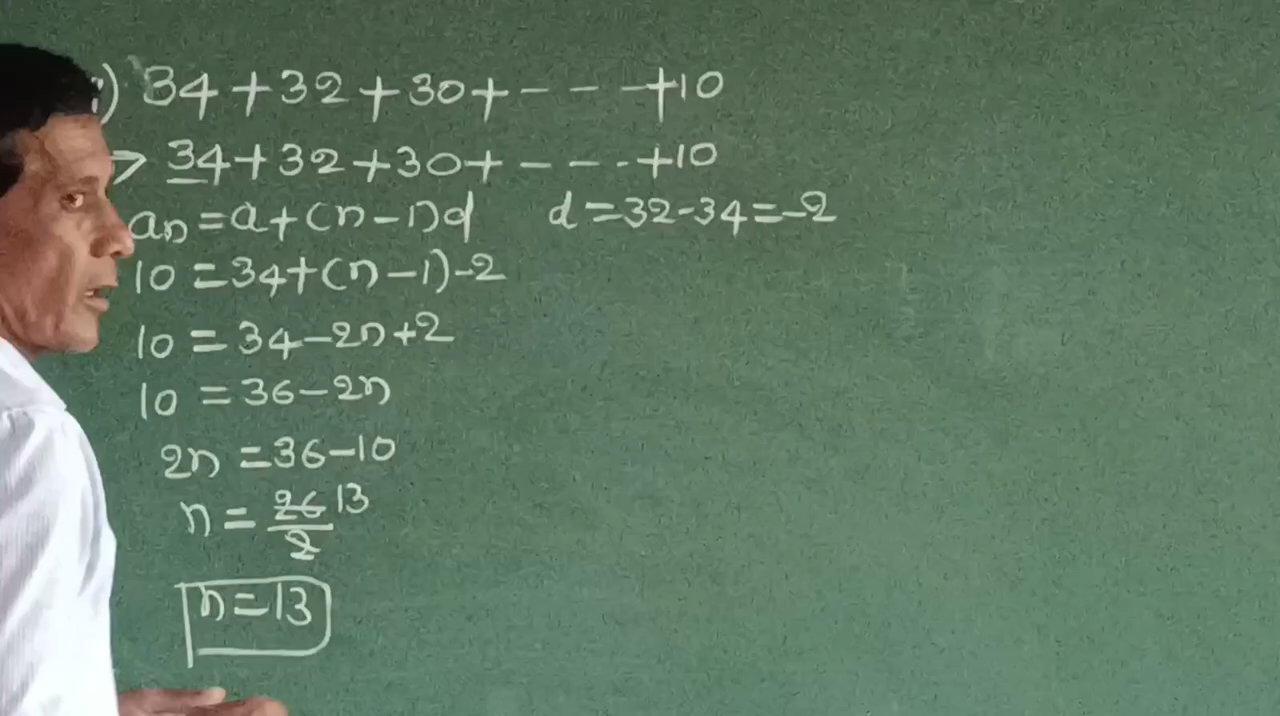 ) 34+32+30+---+10
→ 34+32+30+---+10
an=a+(n-1)d d=32-34=-2
10=34+(n-1)-2
10=34-2n+2
10=36-2n
2n=36-10
n=26/2 13
n=13